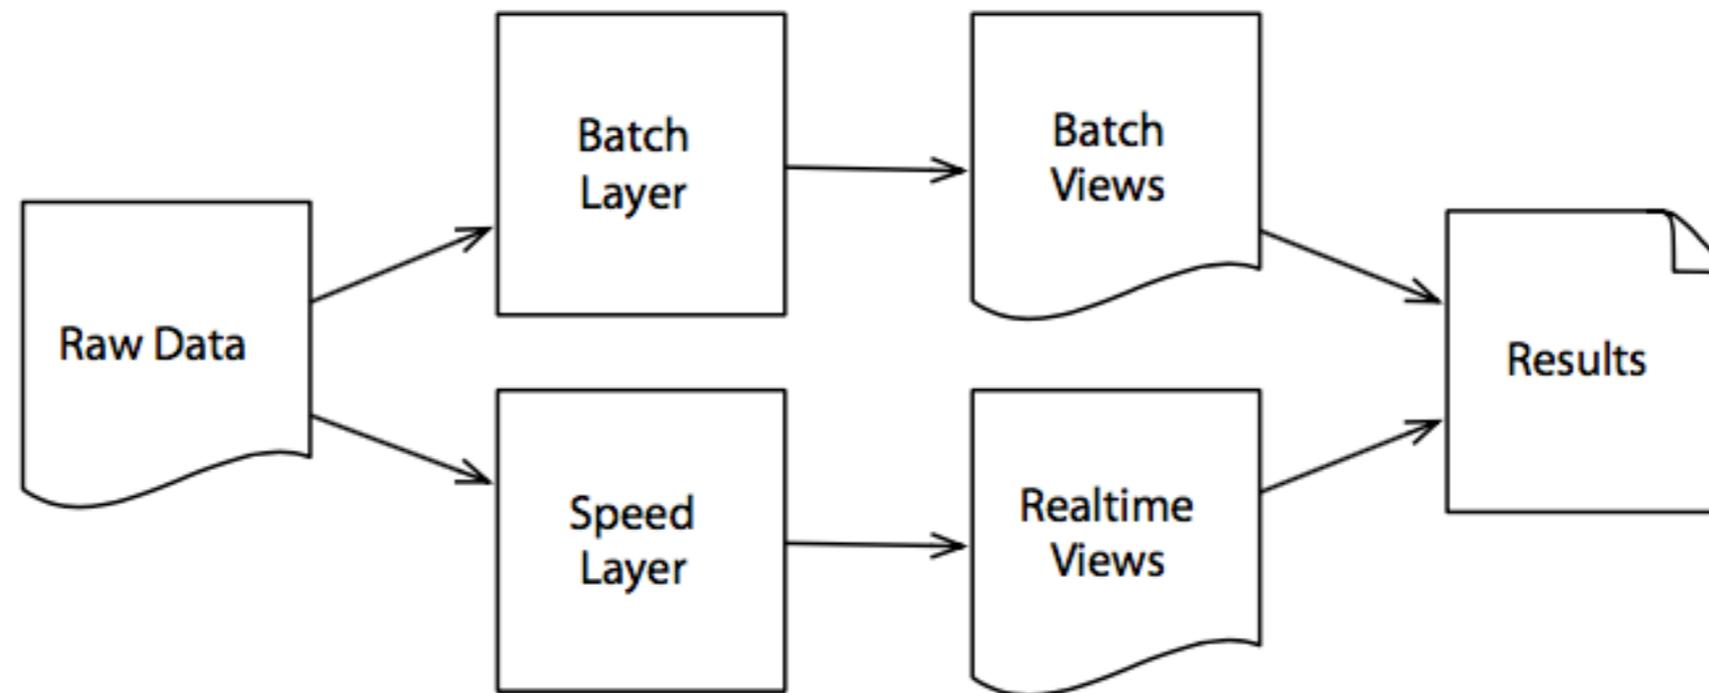 Raw Data
Batch
Layer
Batch
Views
Speed
Layer
Realtime
Views
Results